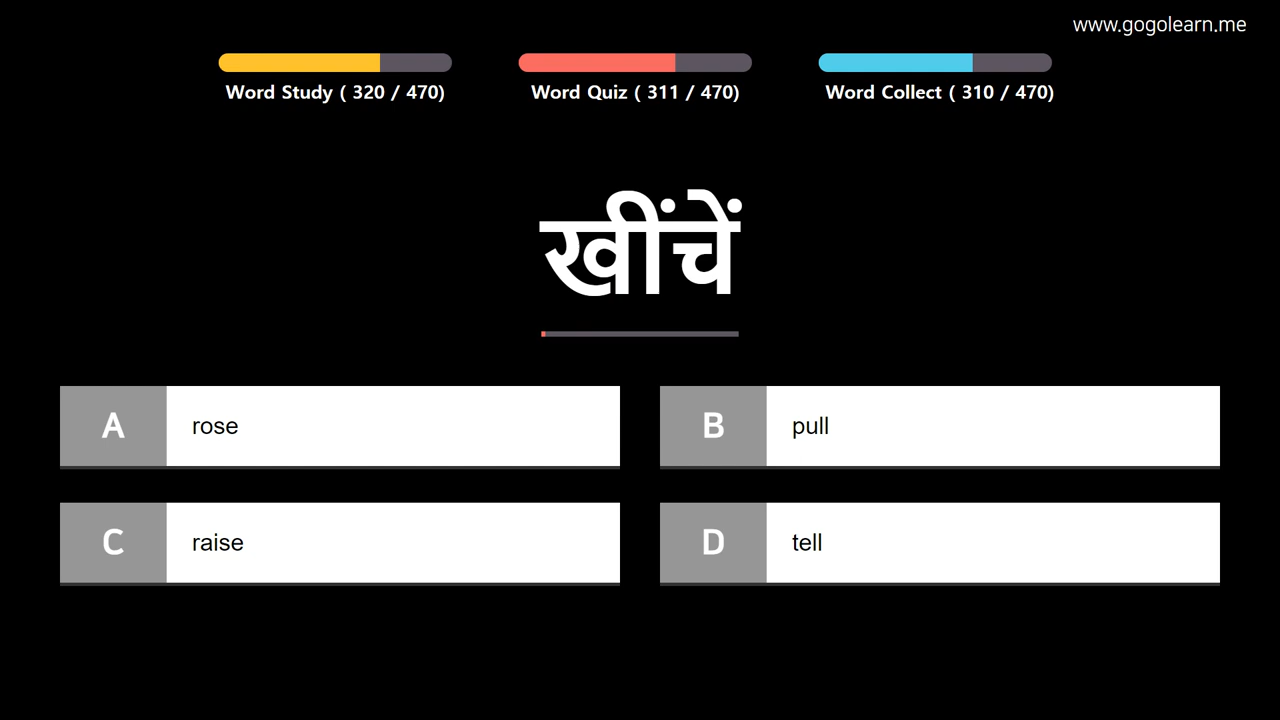 www.gogolearn.me
Word Study ( 320 / 470)
Word Quiz ( 311 / 470)
Word Collect ( 310 / 470)
खींचें
A rose
B pull
C raise
D tell